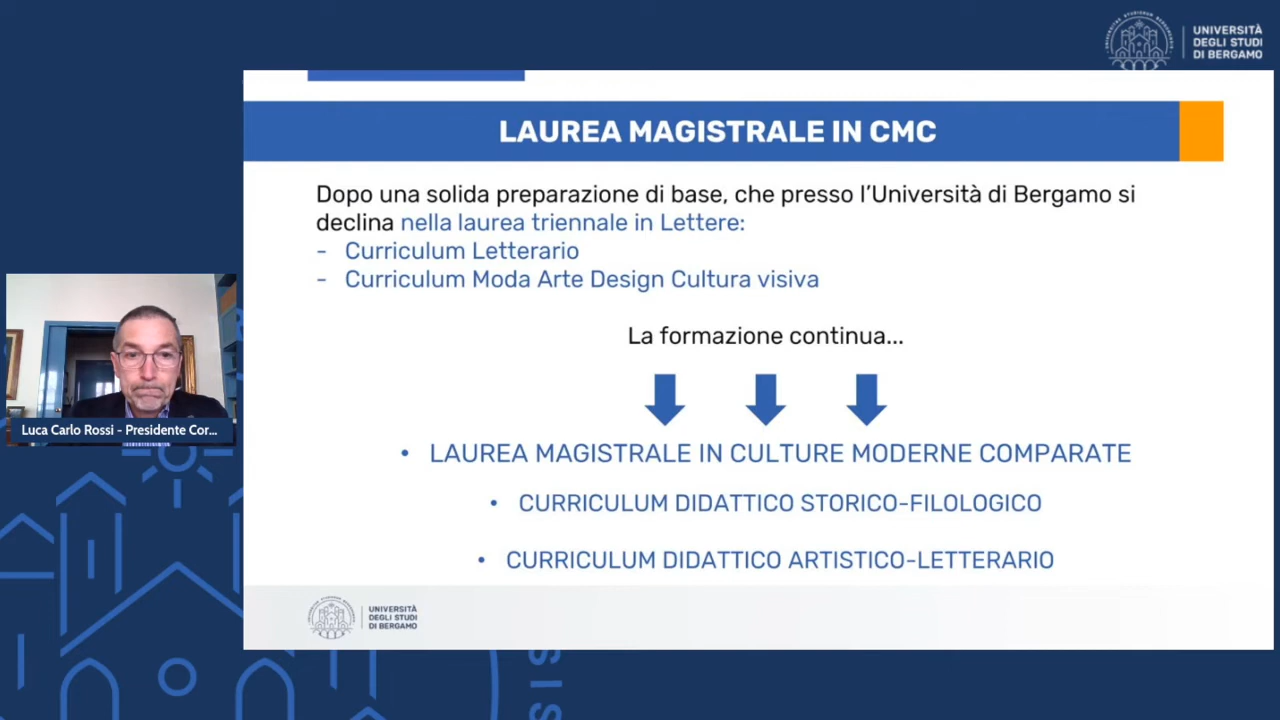 UNIVERSITÀ
DEGLI STUDI
DI BERGAMO
LAUREA MAGISTRALE IN CMC
Dopo una solida preparazione di base, che presso l'Università di Bergamo si
declina nella laurea triennale in Lettere:
- Curriculum Letterario
- Curriculum Moda Arte Design Cultura visiva
La formazione continua...
• LAUREA MAGISTRALE IN CULTURE MODERNE COMPARATE
• CURRICULUM DIDATTICO STORICO-FILOLOGICO
• CURRICULUM DIDATTICO ARTISTICO-LETTERARIO
Luca Carlo Rossi - Presidente Cor...
UNIVERSITÀ
DEGLI STUDI
DI BERGAMO